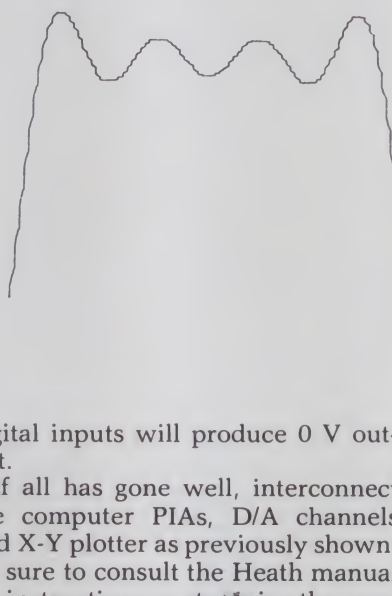 gital inputs will produce 0 V out-
t.
f all has gone well, interconnect
e computer PIAs, D/A channels
d X-Y plotter as previously shown.
sure to consult the Heath manual